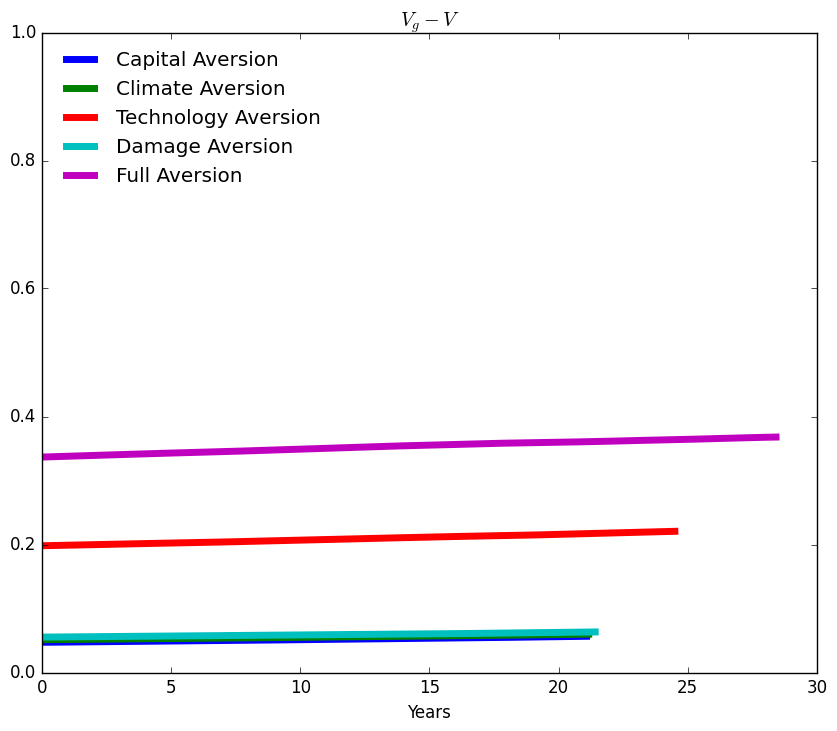 V_g − V
1.0
Capital Aversion
Climate Aversion
Technology Aversion
Damage Aversion
Full Aversion
0.8
0.6
0.4
0.2
0.0
0 5 10 15 20 25 30
Years